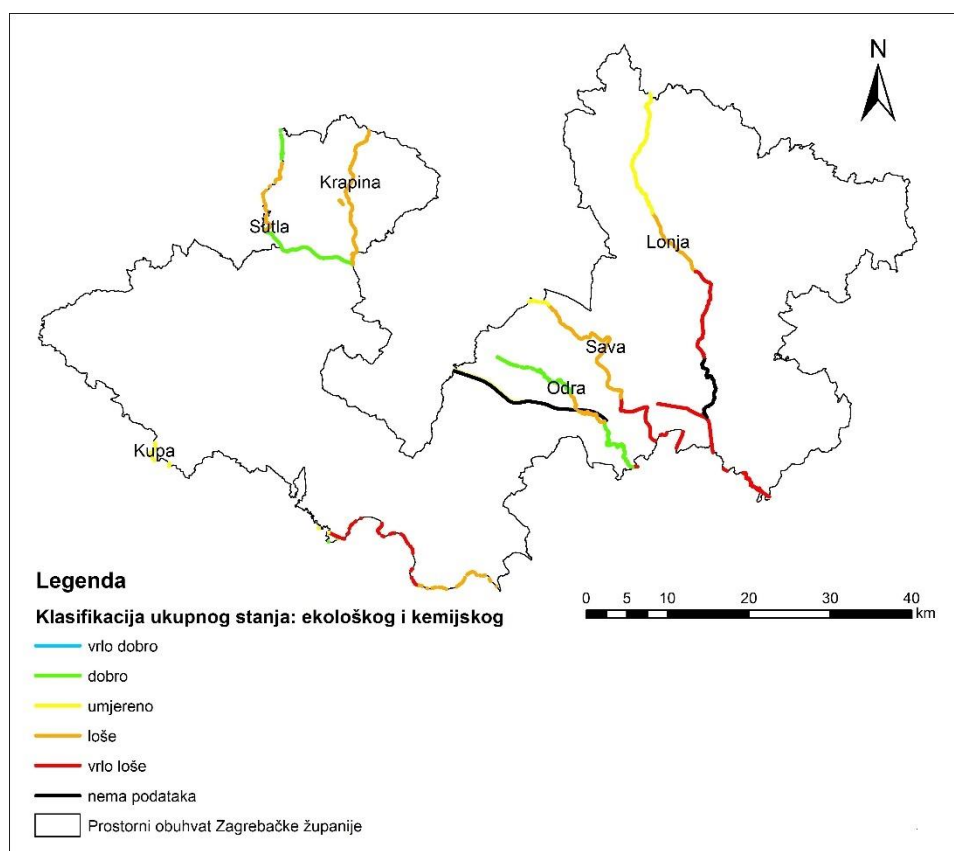 N
Krapina
Sutla
Lonja
Sava
Odra
Kupa
Legenda
Klasifikacija ukupnog stanja: ekološkog i kemijskog
vrlo dobro
dobro
umjereno
loše
vrlo loše
nema podataka
Prostorni obuhvat Zagrebačke županije
0 5 10 20 30 40
km